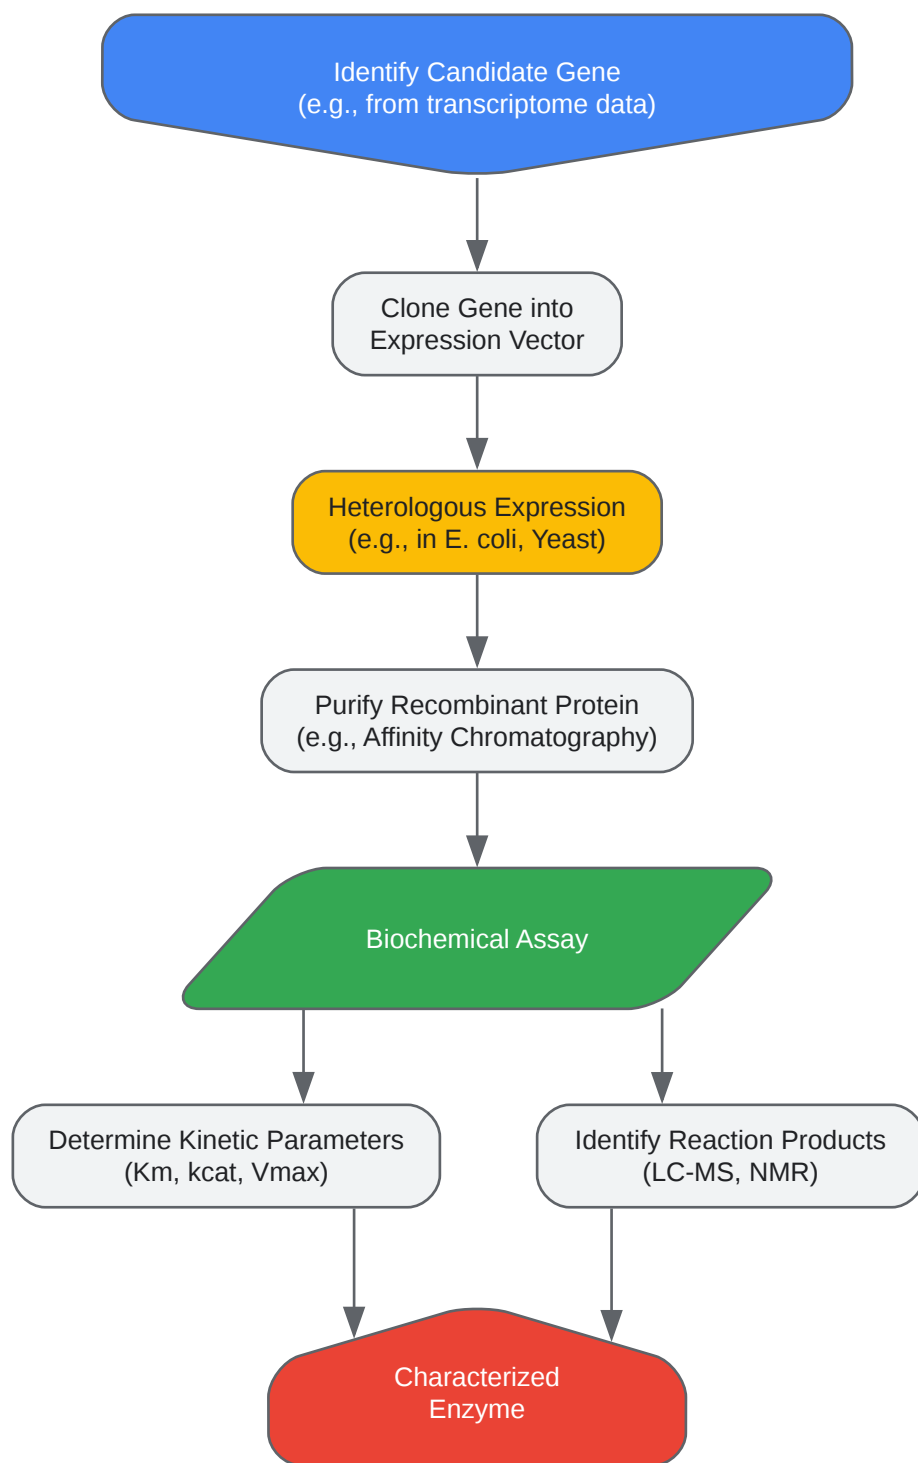 Identify Candidate Gene
(e.g., from transcriptome data)
Clone Gene into
Expression Vector
Heterologous Expression
(e.g., in E. coli, Yeast)
Purify Recombinant Protein
(e.g., Affinity Chromatography)
Biochemical Assay
Determine Kinetic Parameters
(Km, kcat, Vmax)
Identify Reaction Products
(LC-MS, NMR)
Characterized
Enzyme